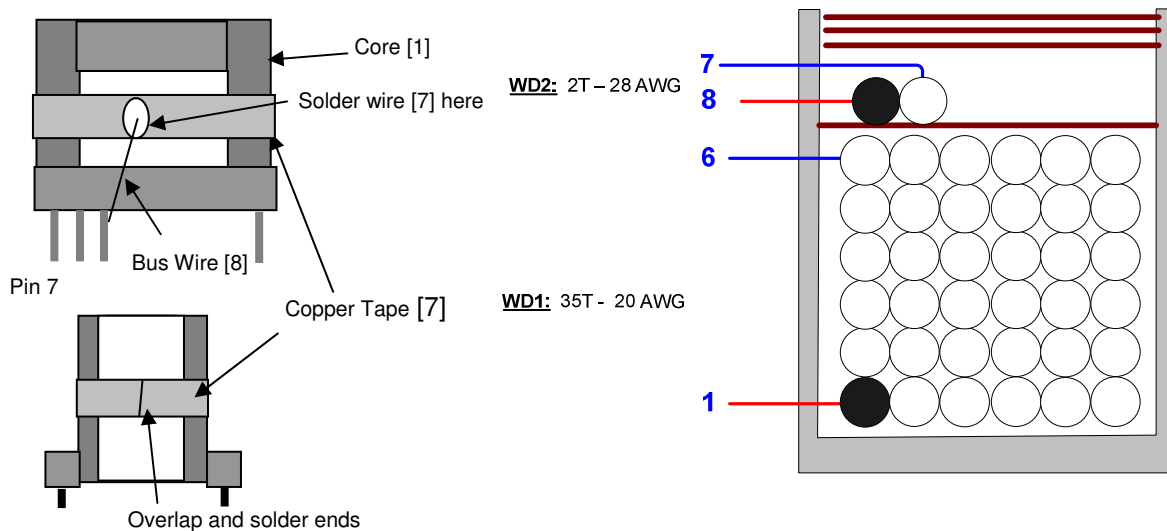 Core [1]
Solder wire [7] here
Bus Wire [8]
Pin 7
Copper Tape [7]
Overlap and solder ends
WD2: 2T – 28 AWG
WD1: 35T - 20 AWG
7
8
6
1